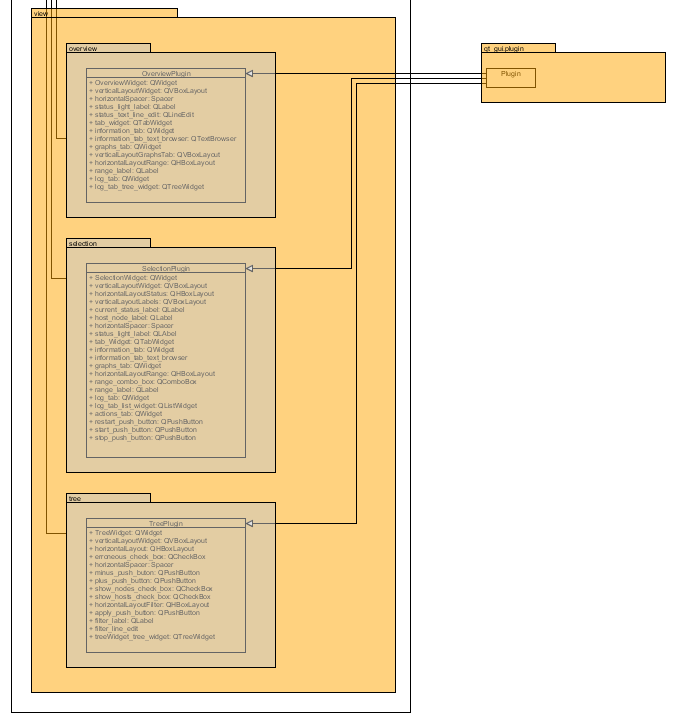 view
overview
OverviewPlugin
+ OverviewWidget: QWidget
+ verticalLayoutWidget: QVBoxLayout
+ horizontalSpacer: Spacer
+ status_light_label: QLabel
+ status_text_line_edit: QLineEdit
+ tab_widget: QTabWidget
+ information_tab: QWidget
+ information_tab_text_browser: QTextBrowser
+ graphs_tab: QWidget
+ verticalLayoutGraphsTab: QVBoxLayout
+ horizontalLayoutRange: QHBoxLayout
+ range_label: QLabel
+ log_tab: QWidget
+ log_tab_tree_widget: QTreeWidget
qt_gui.plugin
Plugin
selection
SelectionPlugin
+ SelectionWidget: QWidget
+ verticalLayoutWidget: QVBoxLayout
+ horizontalLayoutStatus: QHBoxLayout
+ verticalLayoutLabels: QVBoxLayout
+ current_status_label: QLabel
+ host_node_label: QLabel
+ horizontalSpacer: Spacer
+ status_light_label: QLAbel
+ tab_Widget: QTabWidget
+ information_tab: QWidget
+ information_tab_text_browser
+ graphs_tab: QWidget
+ horizontalLayoutRange: QHBoxLayout
+ range_combo_box: QComboBox
+ range_label: QLabel
+ log_tab: QWidget
+ log_tab_list_widget: QListWidget
+ actions_tab: QWidget
+ restart_push_button: QPushButton
+ start_push_button: QPushButton
+ stop_push_button: QPushButton
tree
TreePlugin
+ TreeWidget: QWidget
+ verticalLayoutWidget: QVBoxLayout
+ horizontalLayout: QHBoxLayout
+ erroneous_check_box: QCheckBox
+ horizontalSpacer: Spacer
+ minus_push_buton: QPushButton
+ plus_push_button: QPushButton
+ show_nodes_check_box: QCheckBox
+ show_hosts_check_box: QCheckBox
+ horizontalLayoutFilter: QHBoxLayout
+ apply_push_button: QPushButton
+ filter_label: QLabel
+ filter_line_edit
+ treeWidget_tree_widget: QTreeWidget